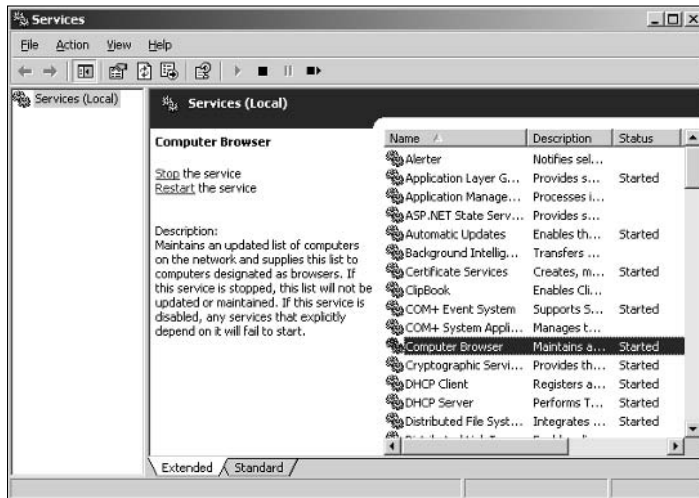 Services
File Action View Help
Services (Local)
Services (Local)
Computer Browser
Stop the service
Restart the service
Description:
Maintains an updated list of computers
on the network and supplies this list to
computers designated as browsers. If
this service is stopped, this list will not be
updated or maintained. If this service is
disabled, any services that explicitly
depend on it will fail to start.
Name Description Status
Alerter Notifies sel...
Application Layer G... Provides s... Started
Application Manage... Processes i...
ASP.NET State Serv... Provides s...
Automatic Updates Enables th... Started
Background Intellig... Transfers ...
Certificate Services Creates, m... Started
ClipBook Enables Cli...
COM+ Event System Supports S... Started
COM+ System Appli... Manages t...
Computer Browser Maintains a... Started
Cryptographic Servi... Provides th... Started
DHCP Client Registers a... Started
DHCP Server Performs T... Started
Distributed File Syst... Integrates ... Started
Extended Standard